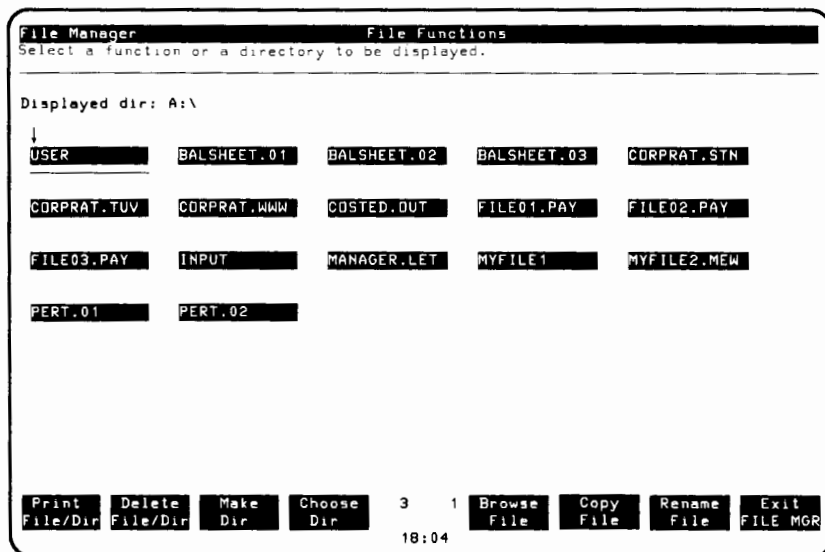 File Manager File Functions
Select a function or a directory to be displayed.
Displayed dir: A:\
↓
USER BALSHEET.01 BALSHEET.02 BALSHEET.03 CORPRAT.STN
CORPRAT.TUV CORPRAT.WWW COSTED.OUT FILE01.PAY FILE02.PAY
FILE03.PAY INPUT MANAGER.LET MYFILE1 MYFILE2.MEW
PERT.01 PERT.02
Print Delete Make Choose 3 1 Browse Copy Rename Exit
File/Dir File/Dir Dir Dir File File File FILE MGR
18:04